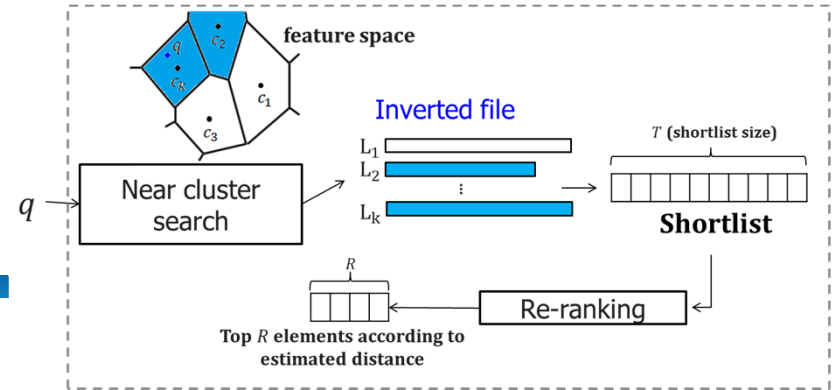 feature space
q
c2
ck
c1
c3
Inverted file
T (shortlist size)
L1
L2
⋮
Lk
q
Near cluster
search
Shortlist
R
Re-ranking
Top R elements according to
estimated distance